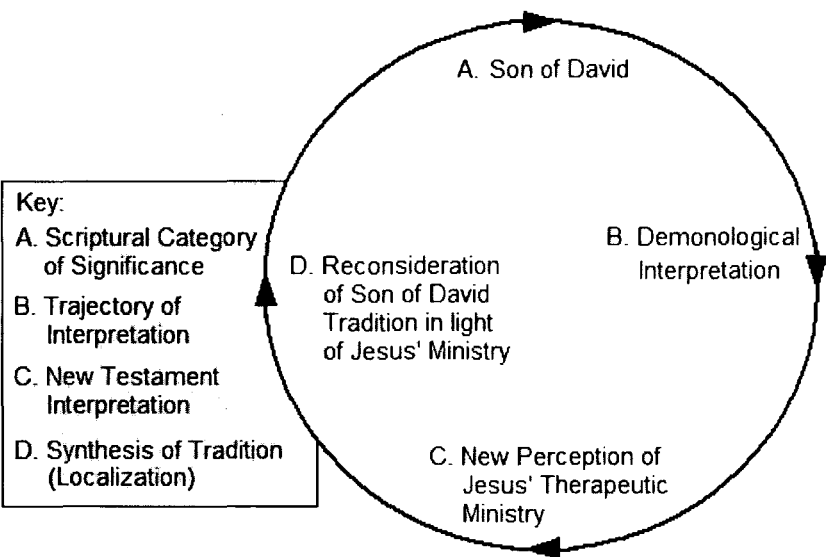 A. Son of David
B. Demonological
Interpretation
C. New Perception of
Jesus' Therapeutic
Ministry
D. Reconsideration
of Son of David
Tradition in light
of Jesus' Ministry
Key:
A. Scriptural Category
of Significance
B. Trajectory of
Interpretation
C. New Testament
Interpretation
D. Synthesis of Tradition
(Localization)